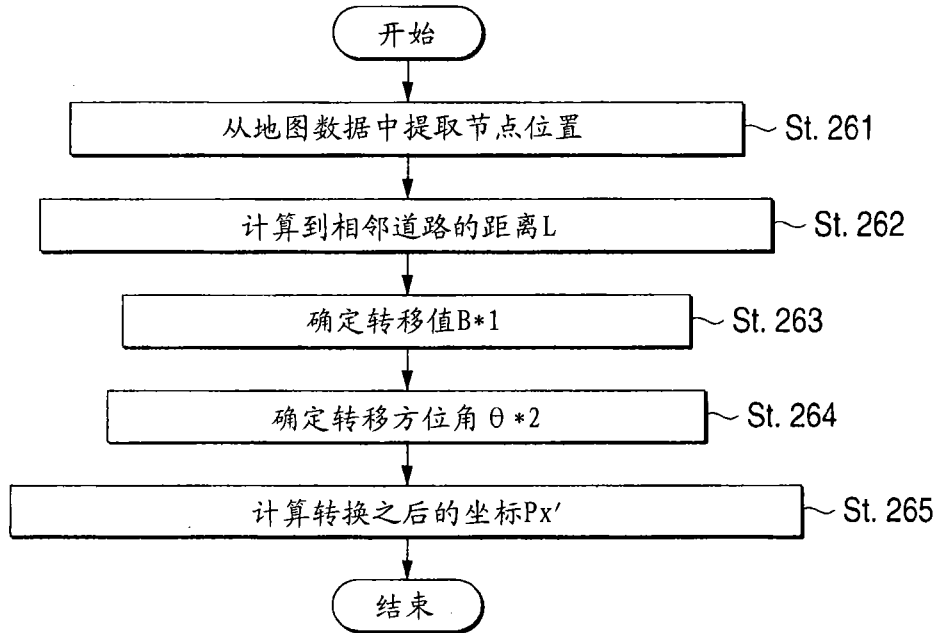 开始
从地图数据中提取节点位置
St. 261
计算到相邻道路的距离L
St. 262
确定转移值B*1
St. 263
确定转移方位角θ*2
St. 264
计算转换之后的坐标Px′
St. 265
结束